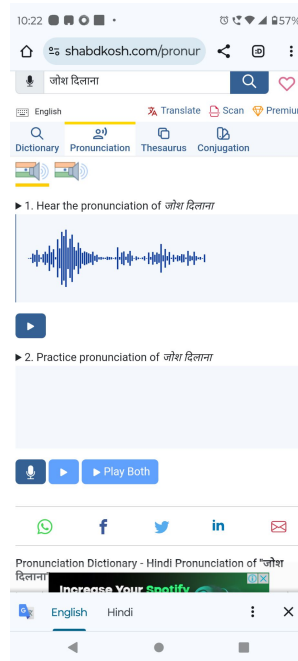 10:22
57%
shabdkosh.com/pronur
जोश दिलाना
English Translate Scan Premiu
Dictionary Pronunciation Thesaurus Conjugation
▶ 1. Hear the pronunciation of जोश दिलाना
▶ 2. Practice pronunciation of जोश दिलाना
▶ Play Both
Pronunciation Dictionary - Hindi Pronunciation of "जोश
दिलाना"
Increase Your Spotify
English Hindi